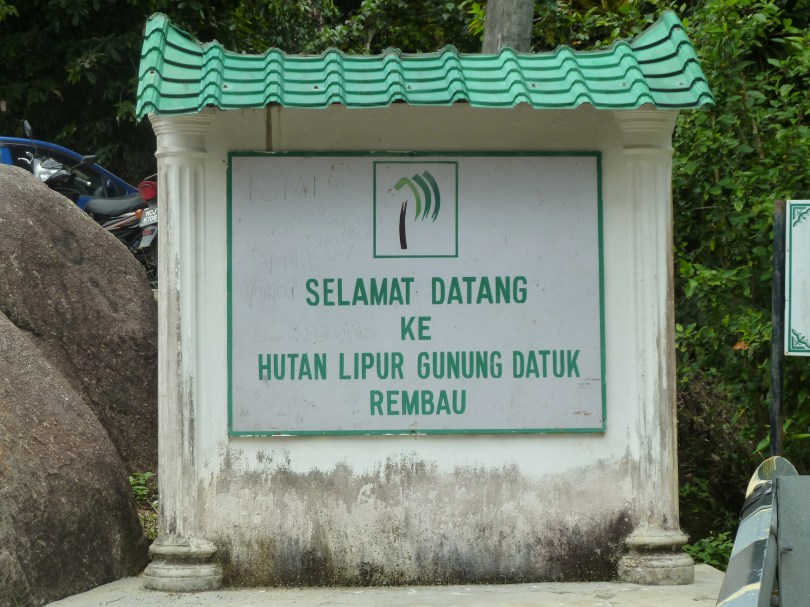 SELAMAT DATANG
KE
HUTAN LIPUR GUNUNG DATUK
REMBAU